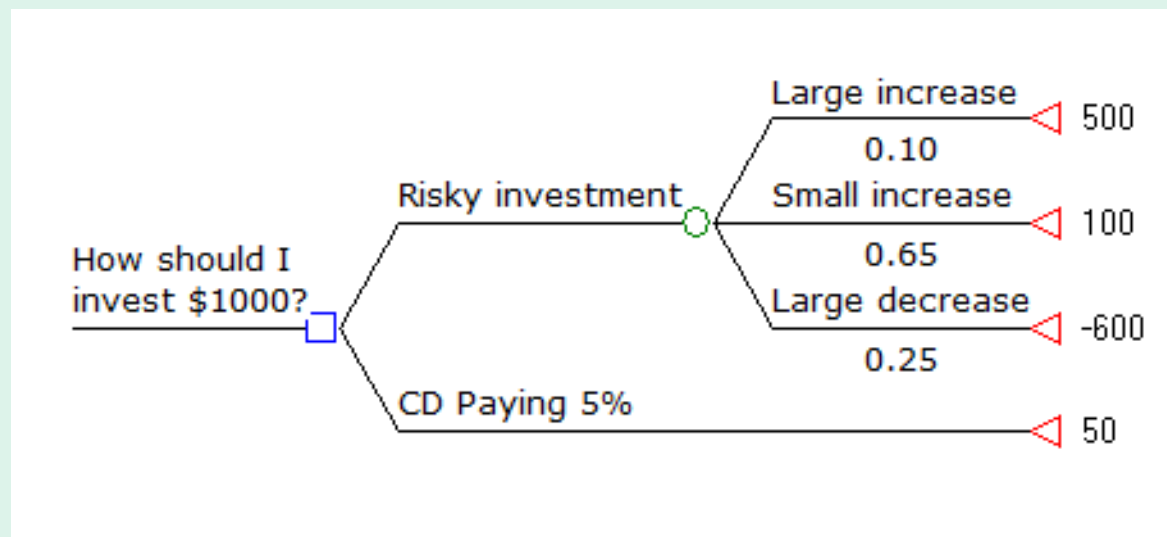 Large increase
500
0.10
Risky investment
Small increase
100
How should I
invest $1000?
0.65
Large decrease
-600
0.25
CD Paying 5%
50